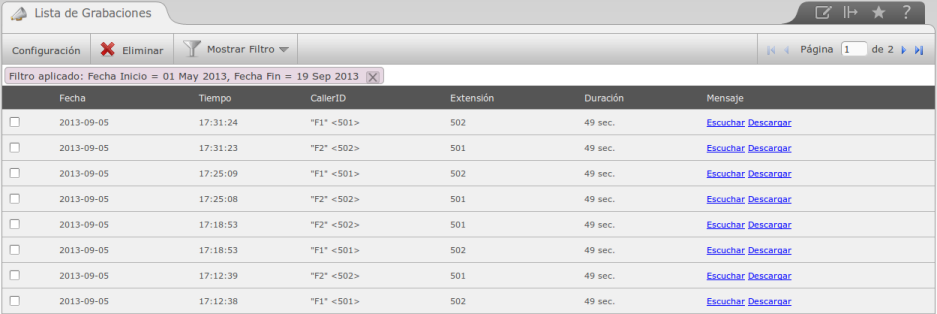 Lista de Grabaciones ?
Configuración Eliminar Mostrar Filtro Página 1 de 2
Filtro aplicado: Fecha Inicio = 01 May 2013, Fecha Fin = 19 Sep 2013 X
Fecha Tiempo CallerID Extensión Duración Mensaje
2013-09-05 17:31:24 "F1" <501> 502 49 sec. Escuchar Descargar
2013-09-05 17:31:23 "F2" <502> 501 49 sec. Escuchar Descargar
2013-09-05 17:25:09 "F1" <501> 502 49 sec. Escuchar Descargar
2013-09-05 17:25:08 "F2" <502> 501 49 sec. Escuchar Descargar
2013-09-05 17:18:53 "F2" <502> 501 49 sec. Escuchar Descargar
2013-09-05 17:18:53 "F1" <501> 502 49 sec. Escuchar Descargar
2013-09-05 17:12:39 "F2" <502> 501 49 sec. Escuchar Descargar
2013-09-05 17:12:38 "F1" <501> 502 49 sec. Escuchar Descargar